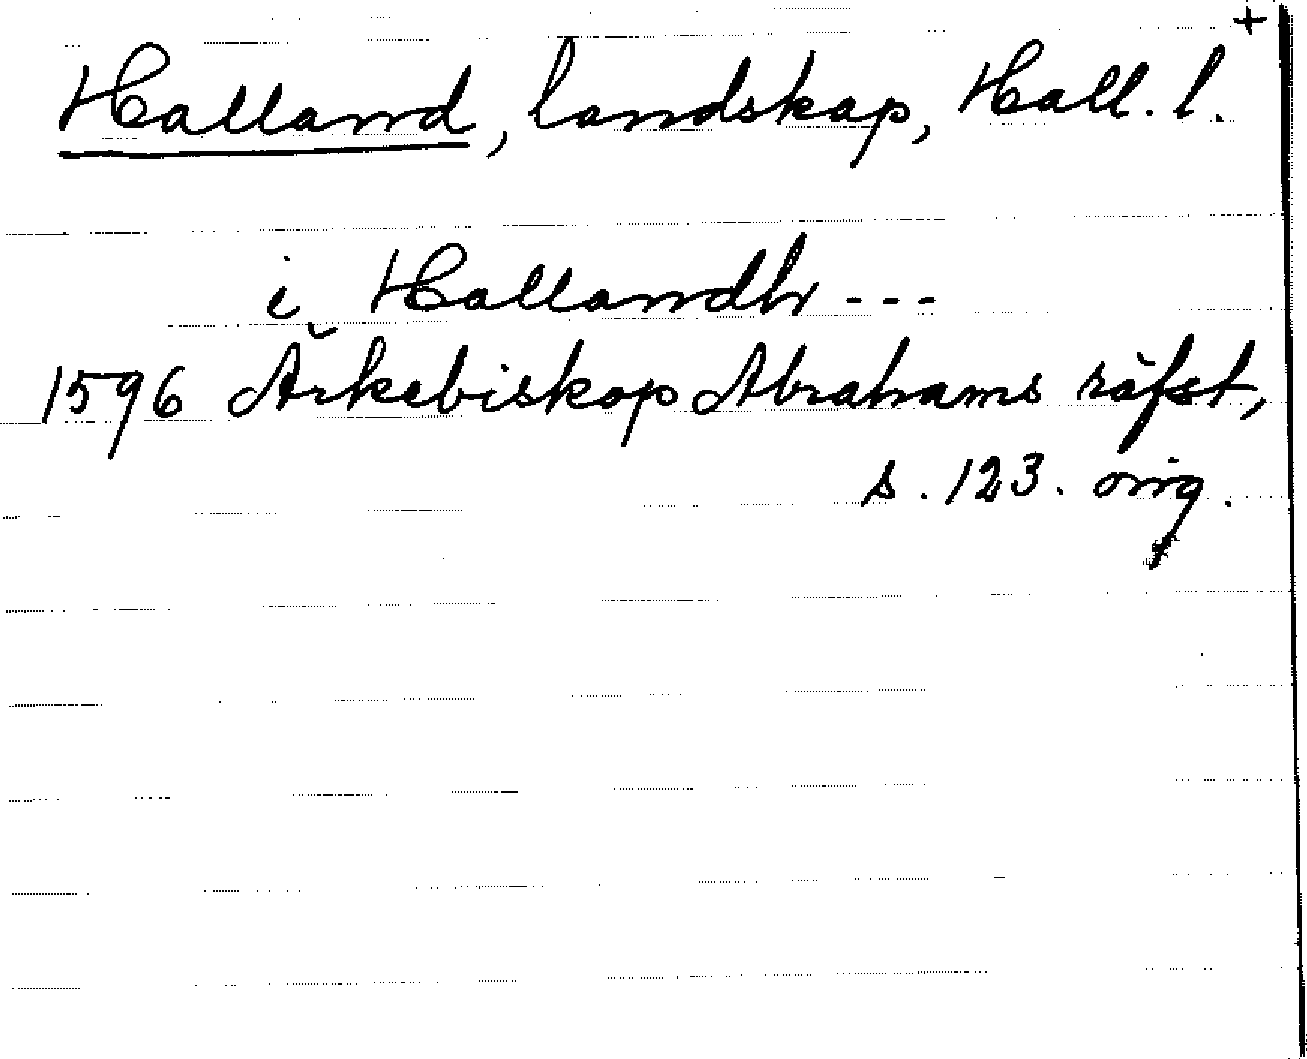 +
Halland, landskap, Hall. l.
i Hallandh ---
1596 Ärkebiskop Abrahams räfst,
s. 123. orig.